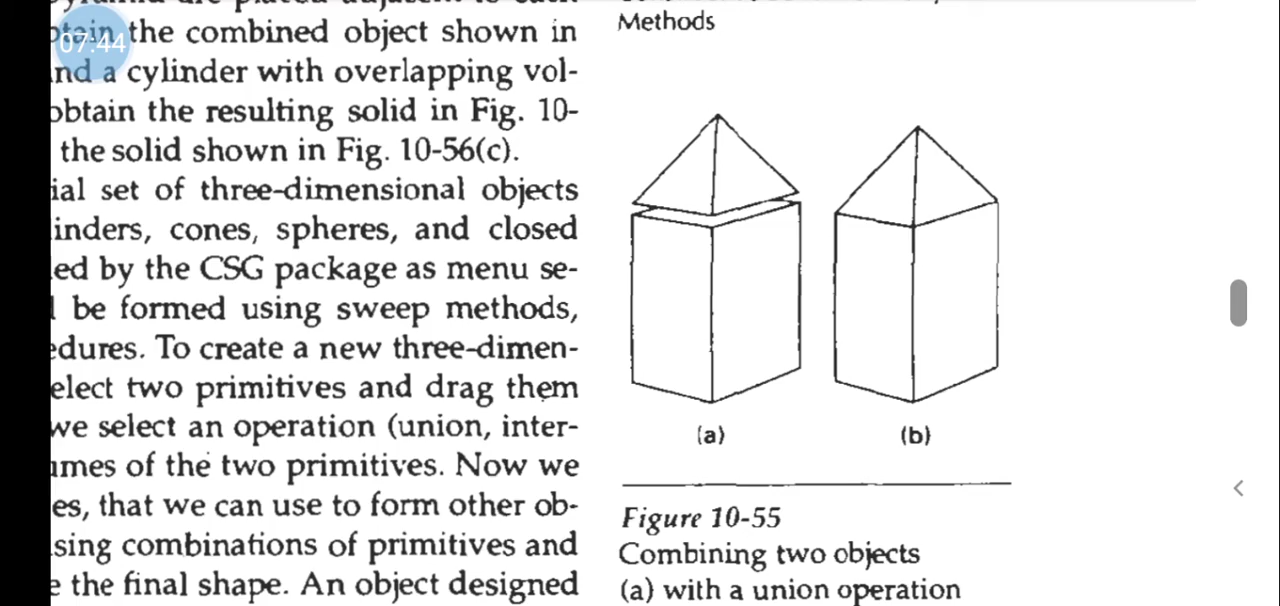 the combined object shown in
a cylinder with overlapping vol-
obtain the resulting solid in Fig. 10-
the solid shown in Fig. 10-56(c).
ial set of three-dimensional objects
inders, cones, spheres, and closed
ed by the CSG package as menu se-
be formed using sweep methods,
edures. To create a new three-dimen-
elect two primitives and drag them
we select an operation (union, inter-
umes of the two primitives. Now we
es, that we can use to form other ob-
sing combinations of primitives and
e the final shape. An object designed
07:44
Methods
(a)
(b)
Figure 10-55
Combining two objects
(a) with a union operation